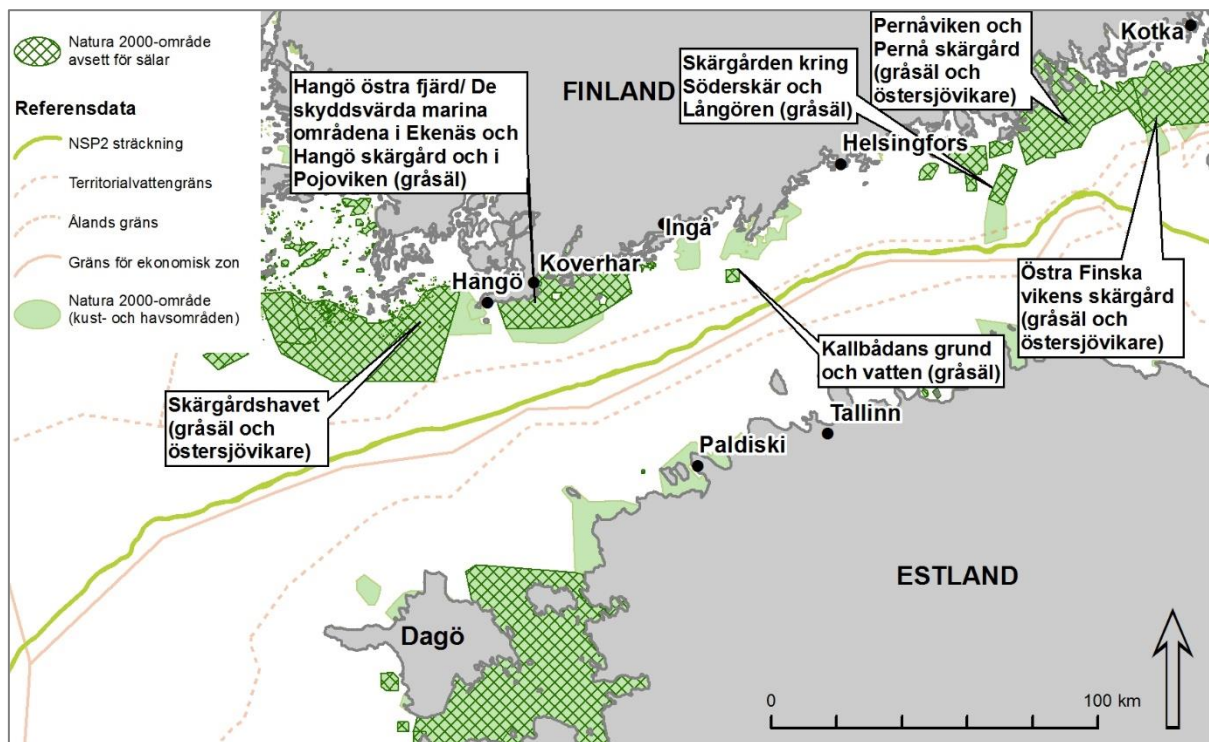 Natura 2000-område
avsett för sälar
Referensdata
NSP2 sträckning
Territorialvattengräns
Ålands gräns
Gräns för ekonomisk zon
Natura 2000-område
(kust- och havsområden)
Hangö östra fjärd/ De
skyddsvärda marina
områdena i Ekenäs och
Hangö skärgård och i
Pojoviken (gråsäl)
FINLAND
Skärgården kring
Söderskär och
Långören (gråsäl)
Pernåviken och
Pernå skärgård
(gråsäl och
östersjövikare)
Kotka
Helsingfors
Ingå
Koverhar
Hangö
Östra Finska
vikens skärgård
(gråsäl och
östersjövikare)
Kallbådans grund
och vatten (gråsäl)
Skärgårdshavet
(gråsäl och
östersjövikare)
Tallinn
Paldiski
ESTLAND
Dagö
0 100 km